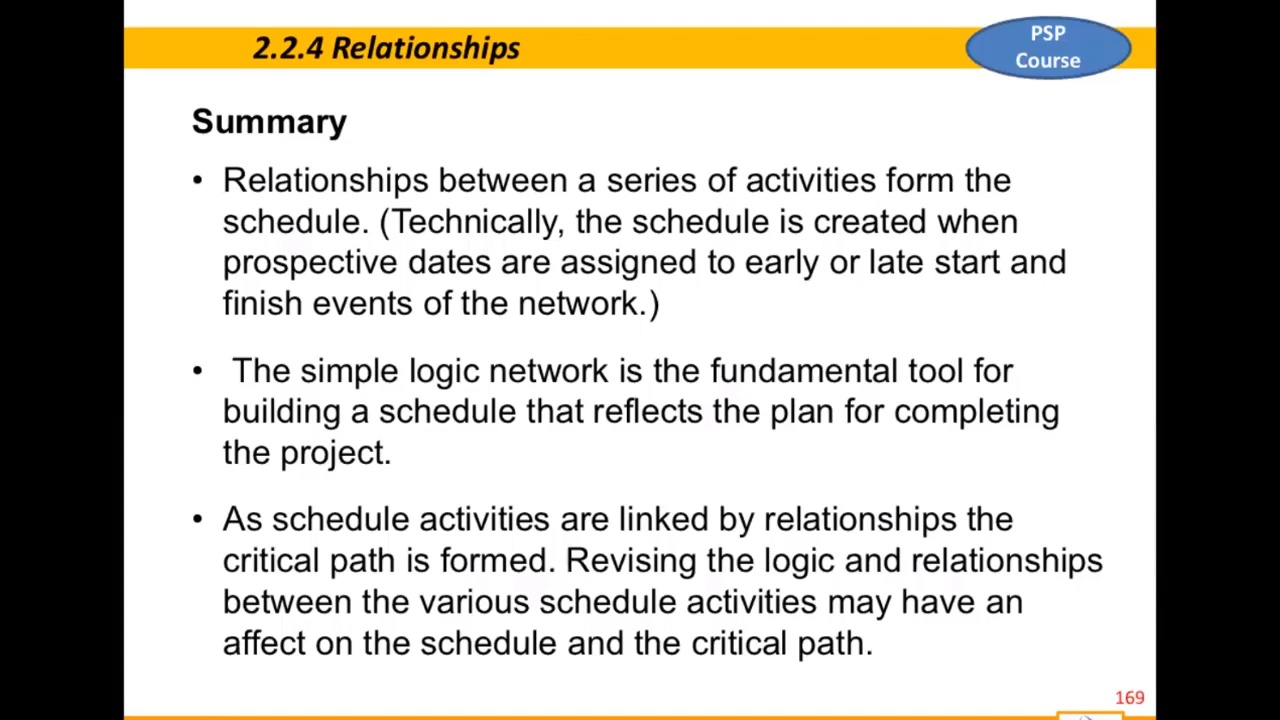 2.2.4 Relationships
PSP
Course
Summary
• Relationships between a series of activities form the
schedule. (Technically, the schedule is created when
prospective dates are assigned to early or late start and
finish events of the network.)
• The simple logic network is the fundamental tool for
building a schedule that reflects the plan for completing
the project.
• As schedule activities are linked by relationships the
critical path is formed. Revising the logic and relationships
between the various schedule activities may have an
affect on the schedule and the critical path.
169